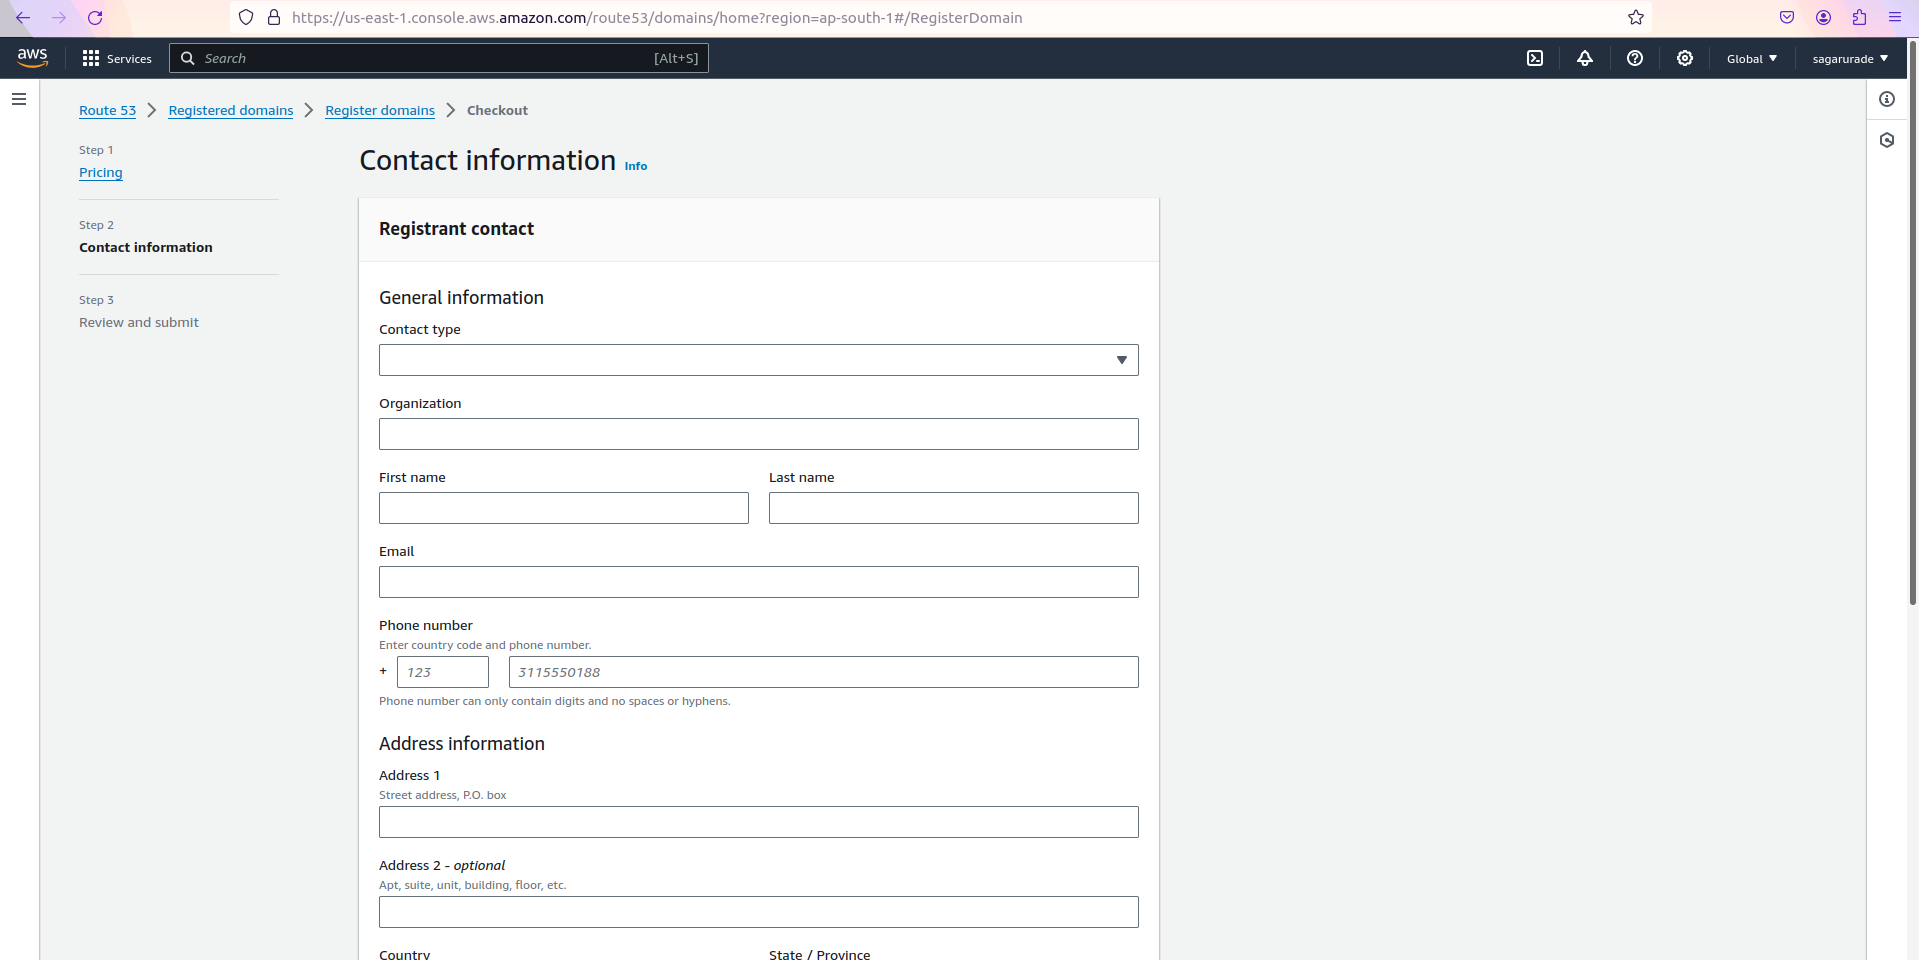 https://us-east-1.console.aws.amazon.com/route53/domains/home?region=ap-south-1#/RegisterDomain
aws Services Search [Alt+S] Global sagarurade
Route 53 Registered domains Register domains Checkout
Step 1
Pricing
Step 2
Contact information
Step 3
Review and submit
Contact information Info
Registrant contact
General information
Contact type
Organization
First name Last name
Email
Phone number
Enter country code and phone number.
+ 123 3115550188
Phone number can only contain digits and no spaces or hyphens.
Address information
Address 1
Street address, P.O. box
Address 2 - optional
Apt, suite, unit, building, floor, etc.
Country State / Province